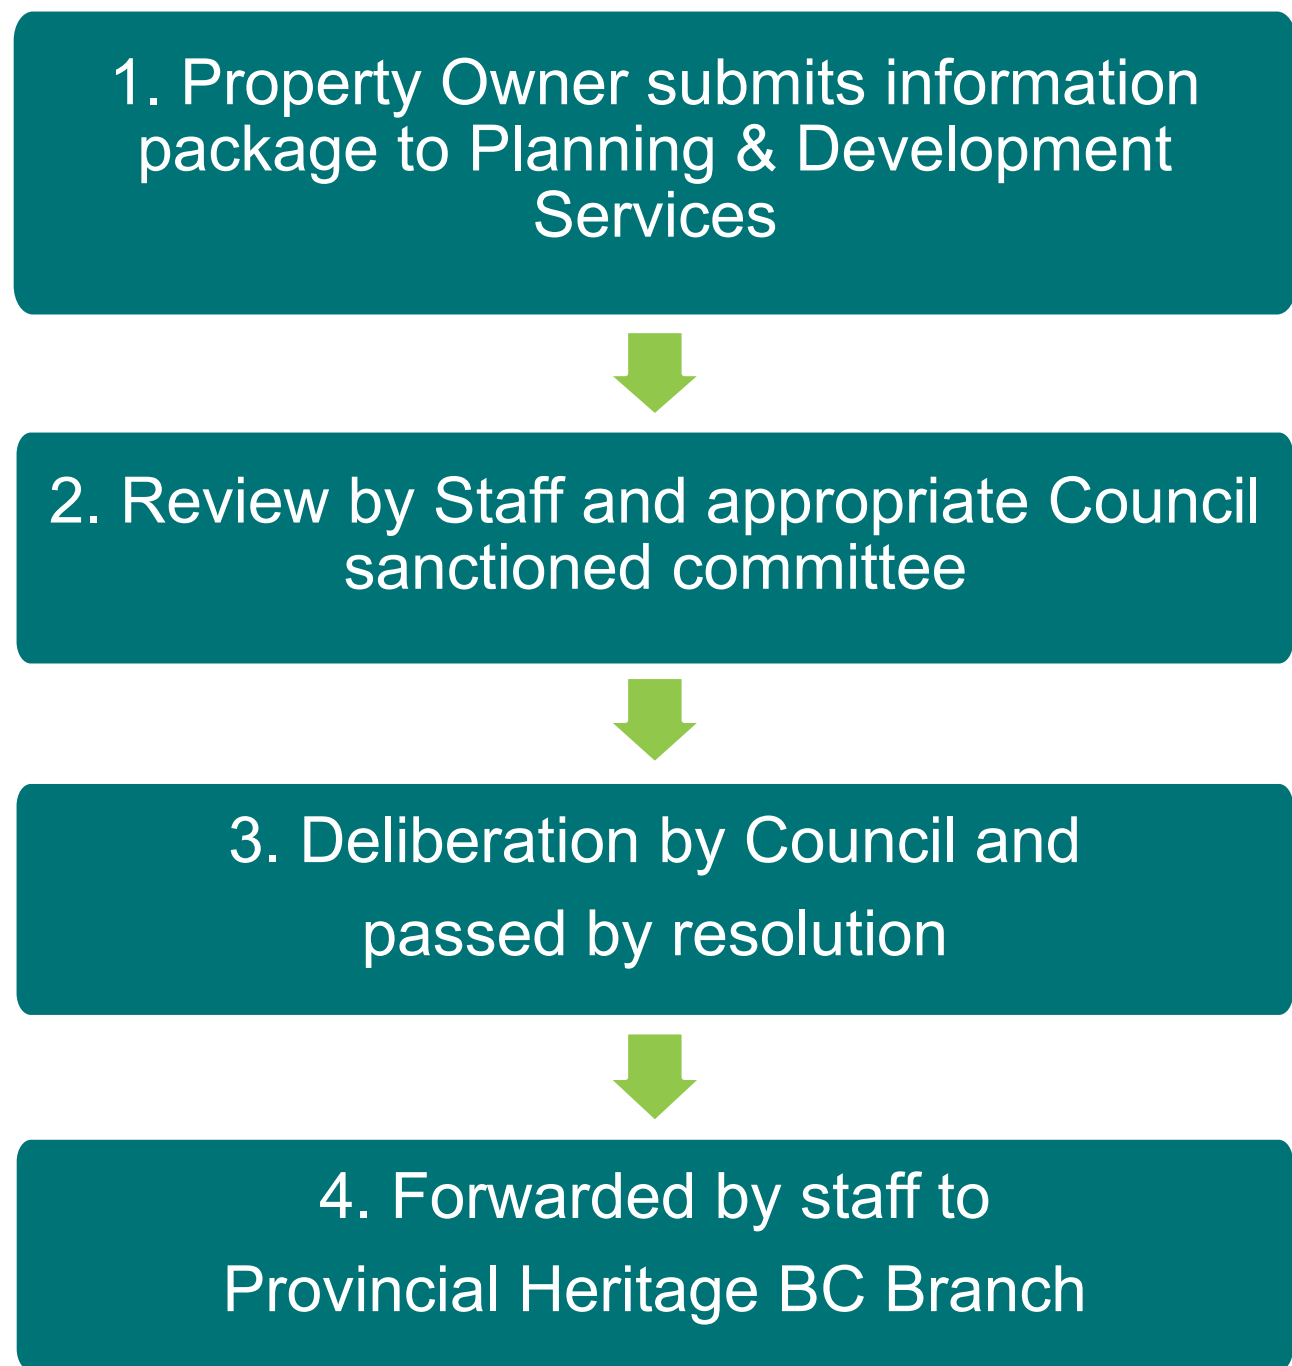 1. Property Owner submits information
package to Planning & Development
Services
2. Review by Staff and appropriate Council
sanctioned committee
3. Deliberation by Council and
passed by resolution
4. Forwarded by staff to
Provincial Heritage BC Branch